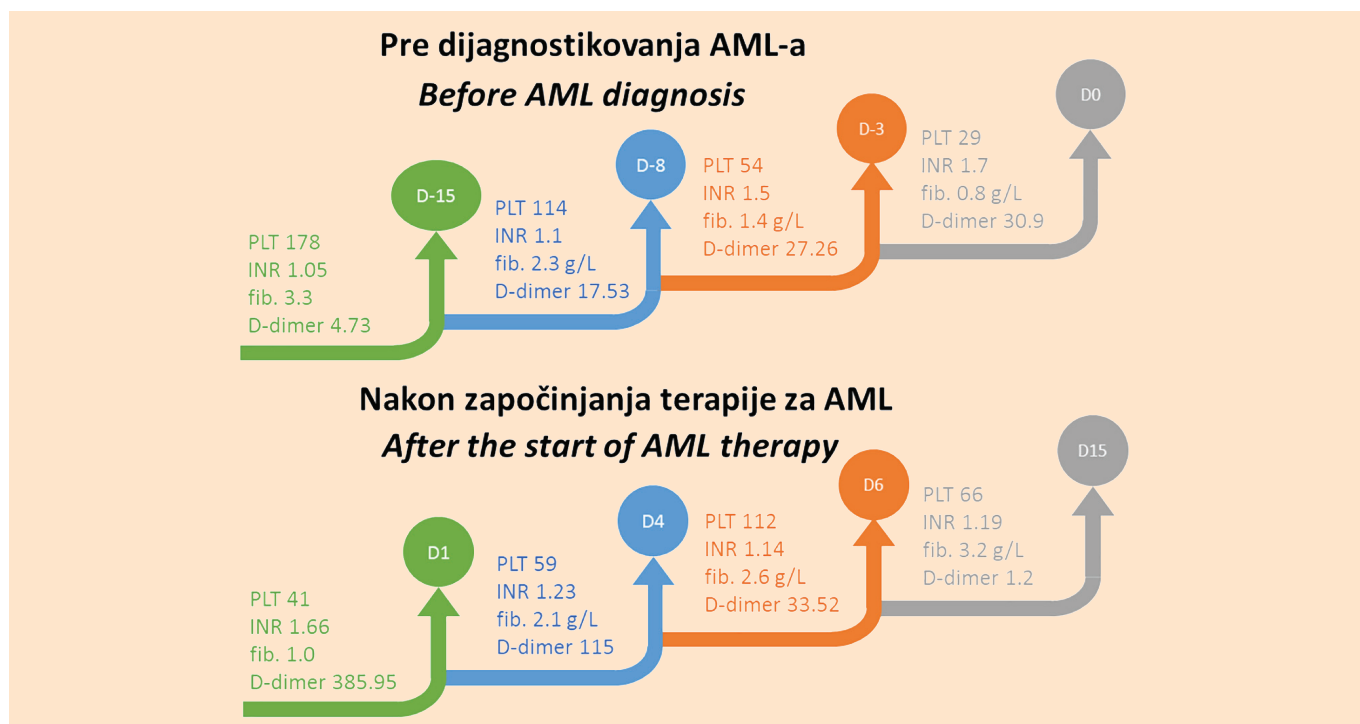 Pre dijagnostikovanja AML-a
Before AML diagnosis
D-15
PLT 178
INR 1.05
fib. 3.3
D-dimer 4.73
D-8
PLT 114
INR 1.1
fib. 2.3 g/L
D-dimer 17.53
D-3
PLT 54
INR 1.5
fib. 1.4 g/L
D-dimer 27.26
D0
PLT 29
INR 1.7
fib. 0.8 g/L
D-dimer 30.9
Nakon započinjanja terapije za AML
After the start of AML therapy
D1
PLT 41
INR 1.66
fib. 1.0
D-dimer 385.95
D4
PLT 59
INR 1.23
fib. 2.1 g/L
D-dimer 115
D6
PLT 112
INR 1.14
fib. 2.6 g/L
D-dimer 33.52
D15
PLT 66
INR 1.19
fib. 3.2 g/L
D-dimer 1.2